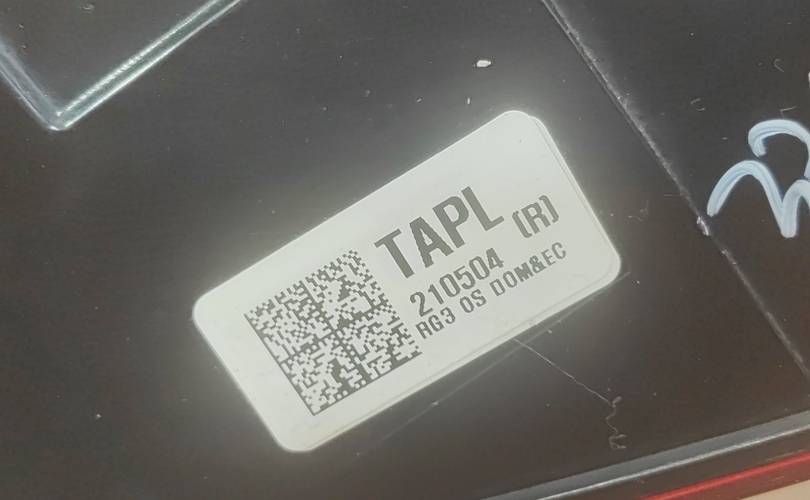 TAPL
210504 (R)
RG3 OS DOM&EC